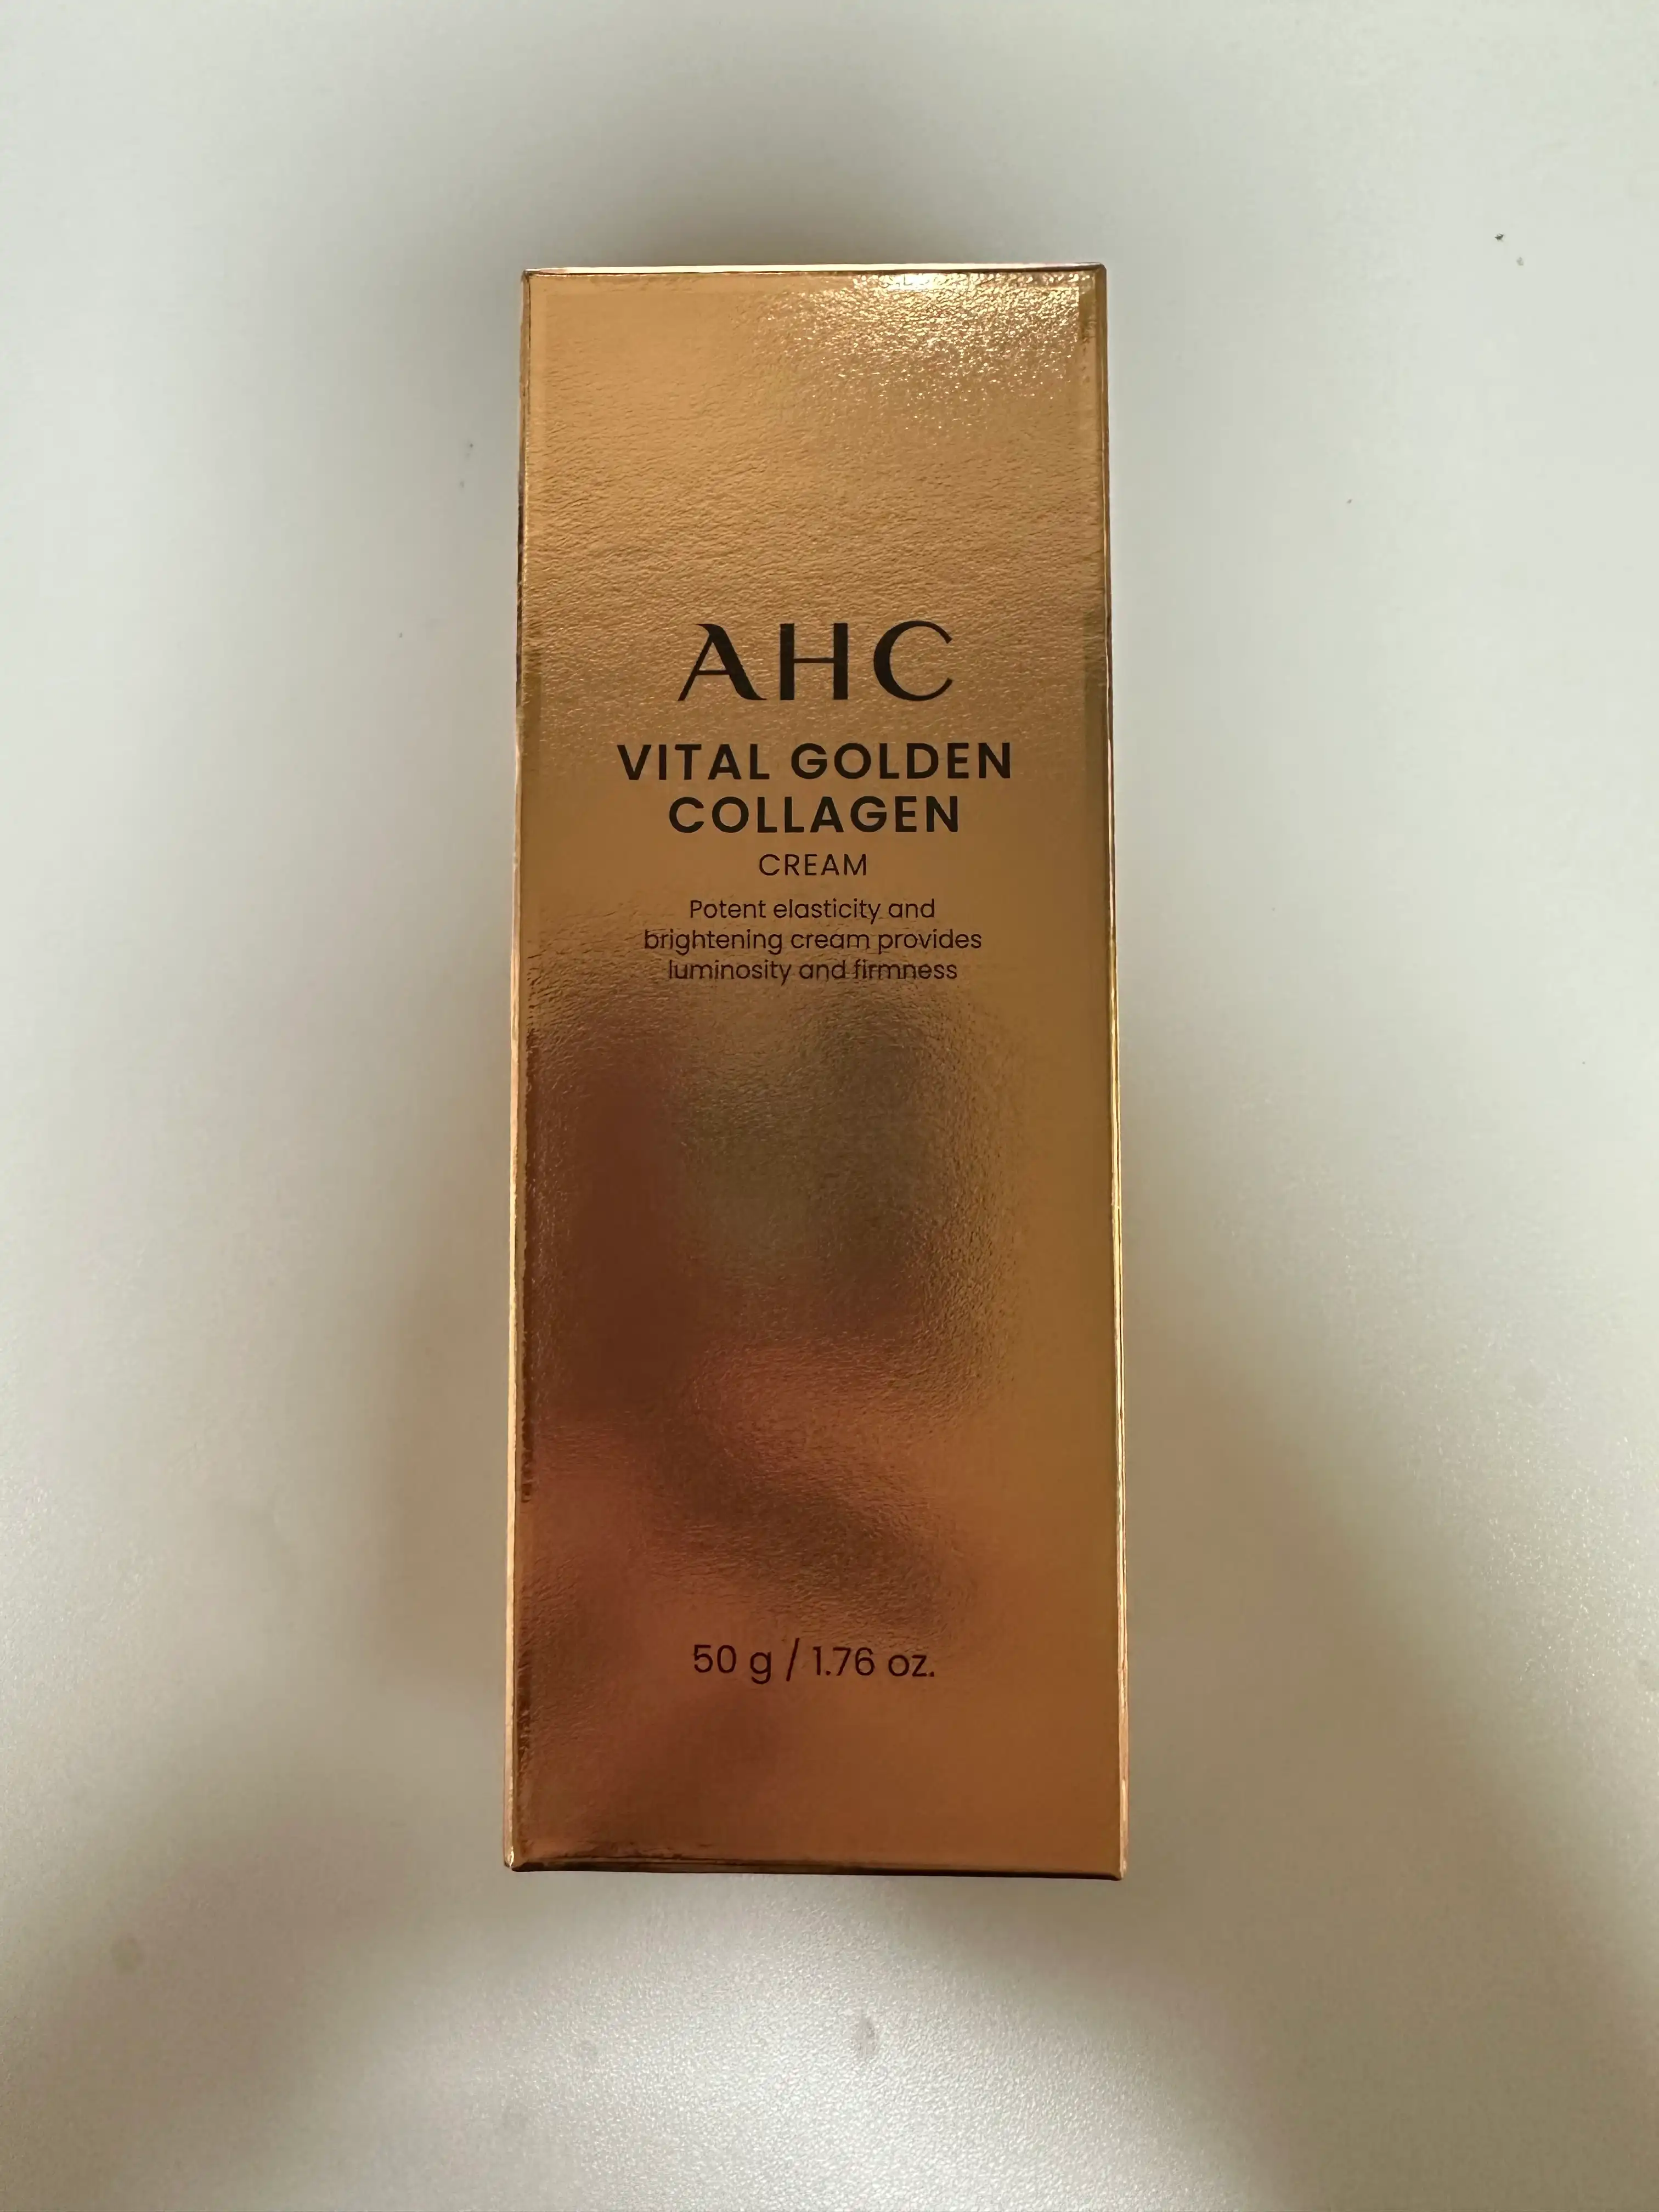 AHC
VITAL GOLDEN
COLLAGEN
CREAM
Potent elasticity and
brightening cream provides
luminosity and firmness
50 g / 1.76 oz.